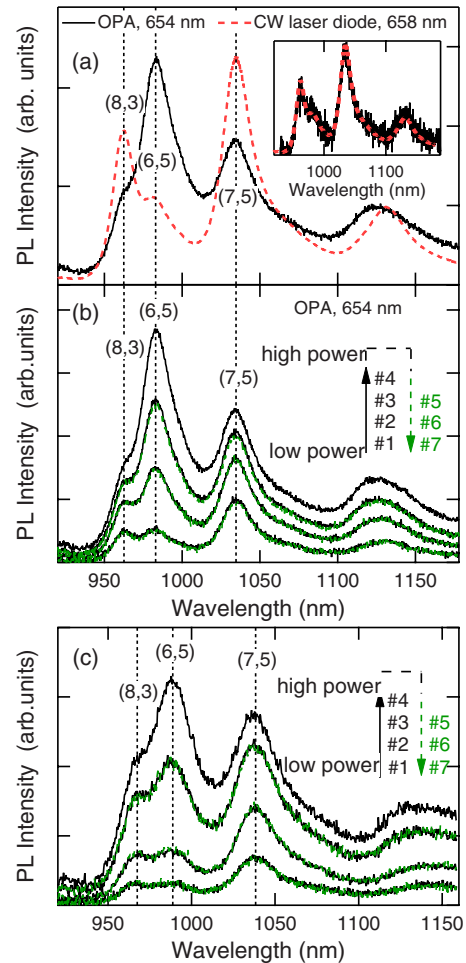 OPA, 654 nm CW laser diode, 658 nm
(a)
(8,3)
(6,5)
(7,5)
1000 1100
Wavelength (nm)
PL Intensity (arb. units)
(b)
OPA, 654 nm
(6,5)
(8,3)
(7,5)
high power
#4
#3 #5
#2 #6
low power #1 #7
PL Intensity (arb.units)
950 1000 1050 1100 1150
Wavelength (nm)
(c)
(6,5)
(8,3)
(7,5)
high power
#4
#3 #5
#2 #6
low power #1 #7
PL Intensity (arb.units)
950 1000 1050 1100 1150
Wavelength (nm)